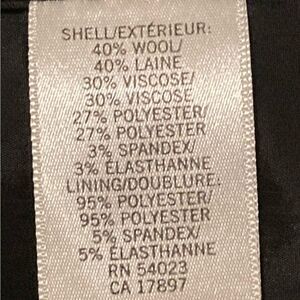 SHELL/EXTÉRIEUR:
40% WOOL/
40% LAINE
30% VISCOSE/
30% VISCOSE
27% POLYESTER/
27% POLYESTER
3% SPANDEX/
3% ÉLASTHANNE
LINING/DOUBLURE:
95% POLYESTER/
95% POLYESTER
5% SPANDEX/
5% ÉLASTHANNE
RN 54023
CA 17897